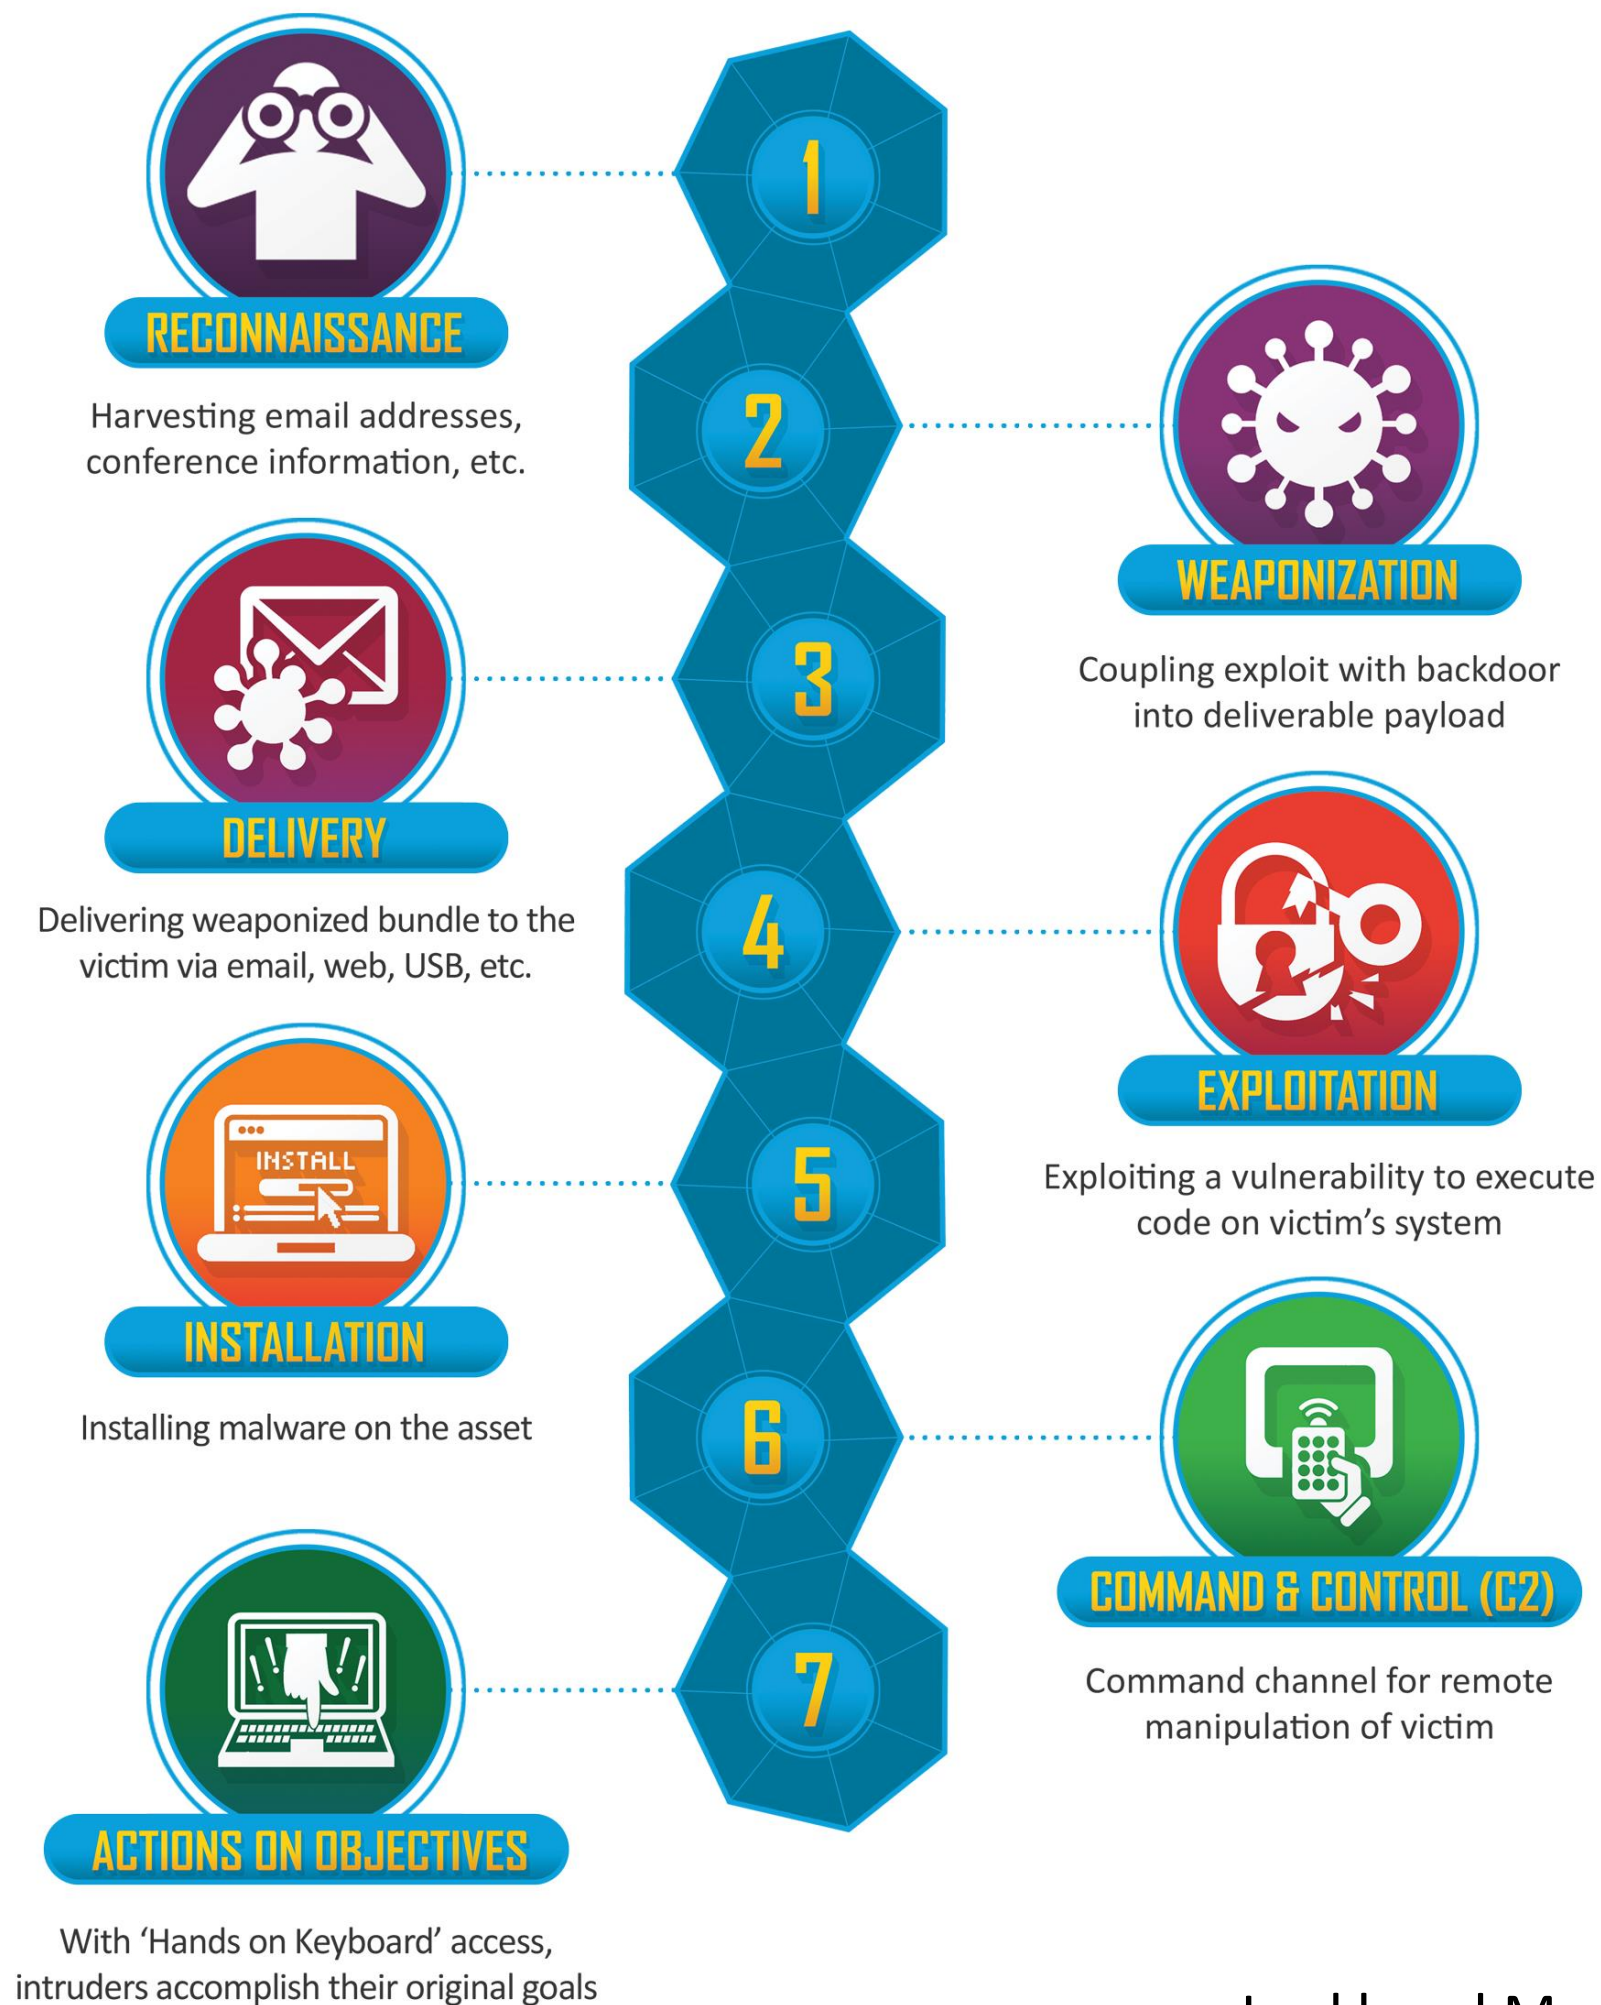 1
RECONNAISSANCE
Harvesting email addresses,
conference information, etc.
2
WEAPONIZATION
Coupling exploit with backdoor
into deliverable payload
3
DELIVERY
Delivering weaponized bundle to the
victim via email, web, USB, etc.
4
EXPLOITATION
Exploiting a vulnerability to execute
code on victim’s system
5
INSTALL
INSTALLATION
Installing malware on the asset
6
COMMAND & CONTROL (C2)
Command channel for remote
manipulation of victim
7
ACTIONS ON OBJECTIVES
With ‘Hands on Keyboard’ access,
intruders accomplish their original goals